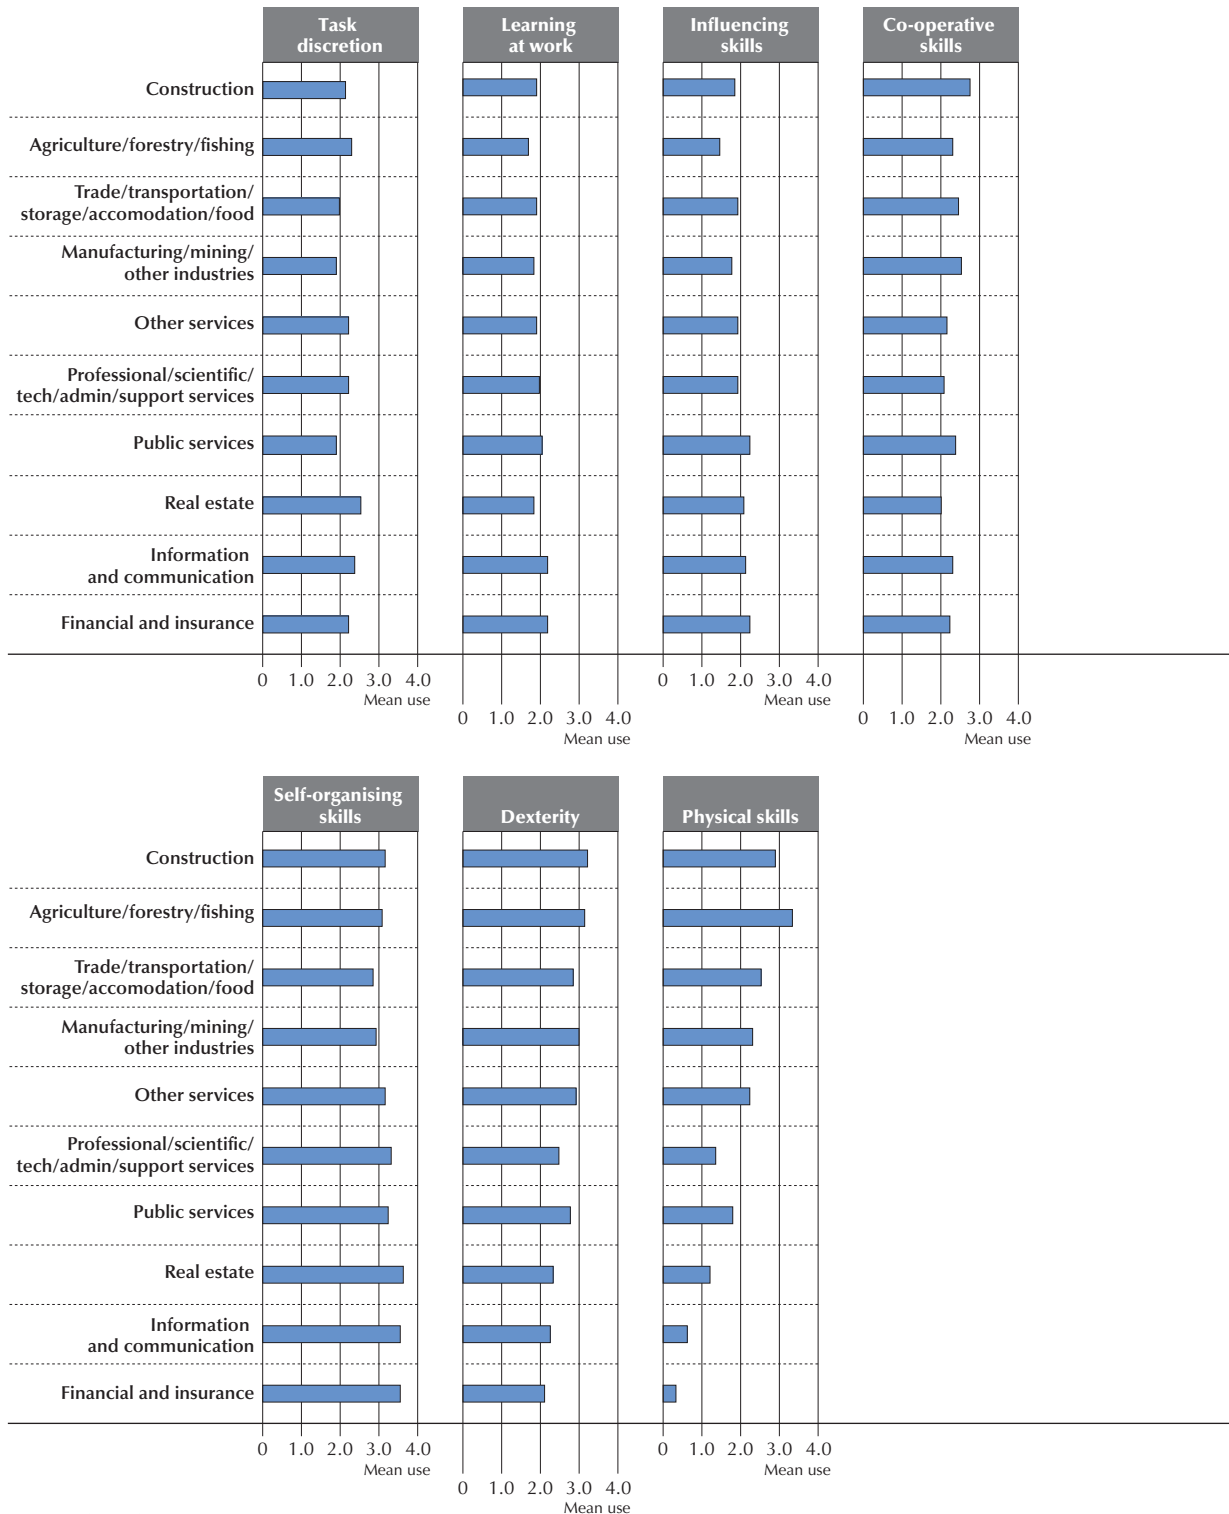 Task
discretion
Learning
at work
Influencing
skills
Co-operative
skills
Construction
Agriculture/forestry/fishing
Trade/transportation/
storage/accomodation/food
Manufacturing/mining/
other industries
Other services
Professional/scientific/
tech/admin/support services
Public services
Real estate
Information
and communication
Financial and insurance
0 1.0 2.0 3.0 4.0
Mean use
0 1.0 2.0 3.0 4.0
Mean use
0 1.0 2.0 3.0 4.0
Mean use
0 1.0 2.0 3.0 4.0
Mean use
Self-organising
skills
Dexterity
Physical skills
Construction
Agriculture/forestry/fishing
Trade/transportation/
storage/accomodation/food
Manufacturing/mining/
other industries
Other services
Professional/scientific/
tech/admin/support services
Public services
Real estate
Information
and communication
Financial and insurance
0 1.0 2.0 3.0 4.0
Mean use
0 1.0 2.0 3.0 4.0
Mean use
0 1.0 2.0 3.0 4.0
Mean use